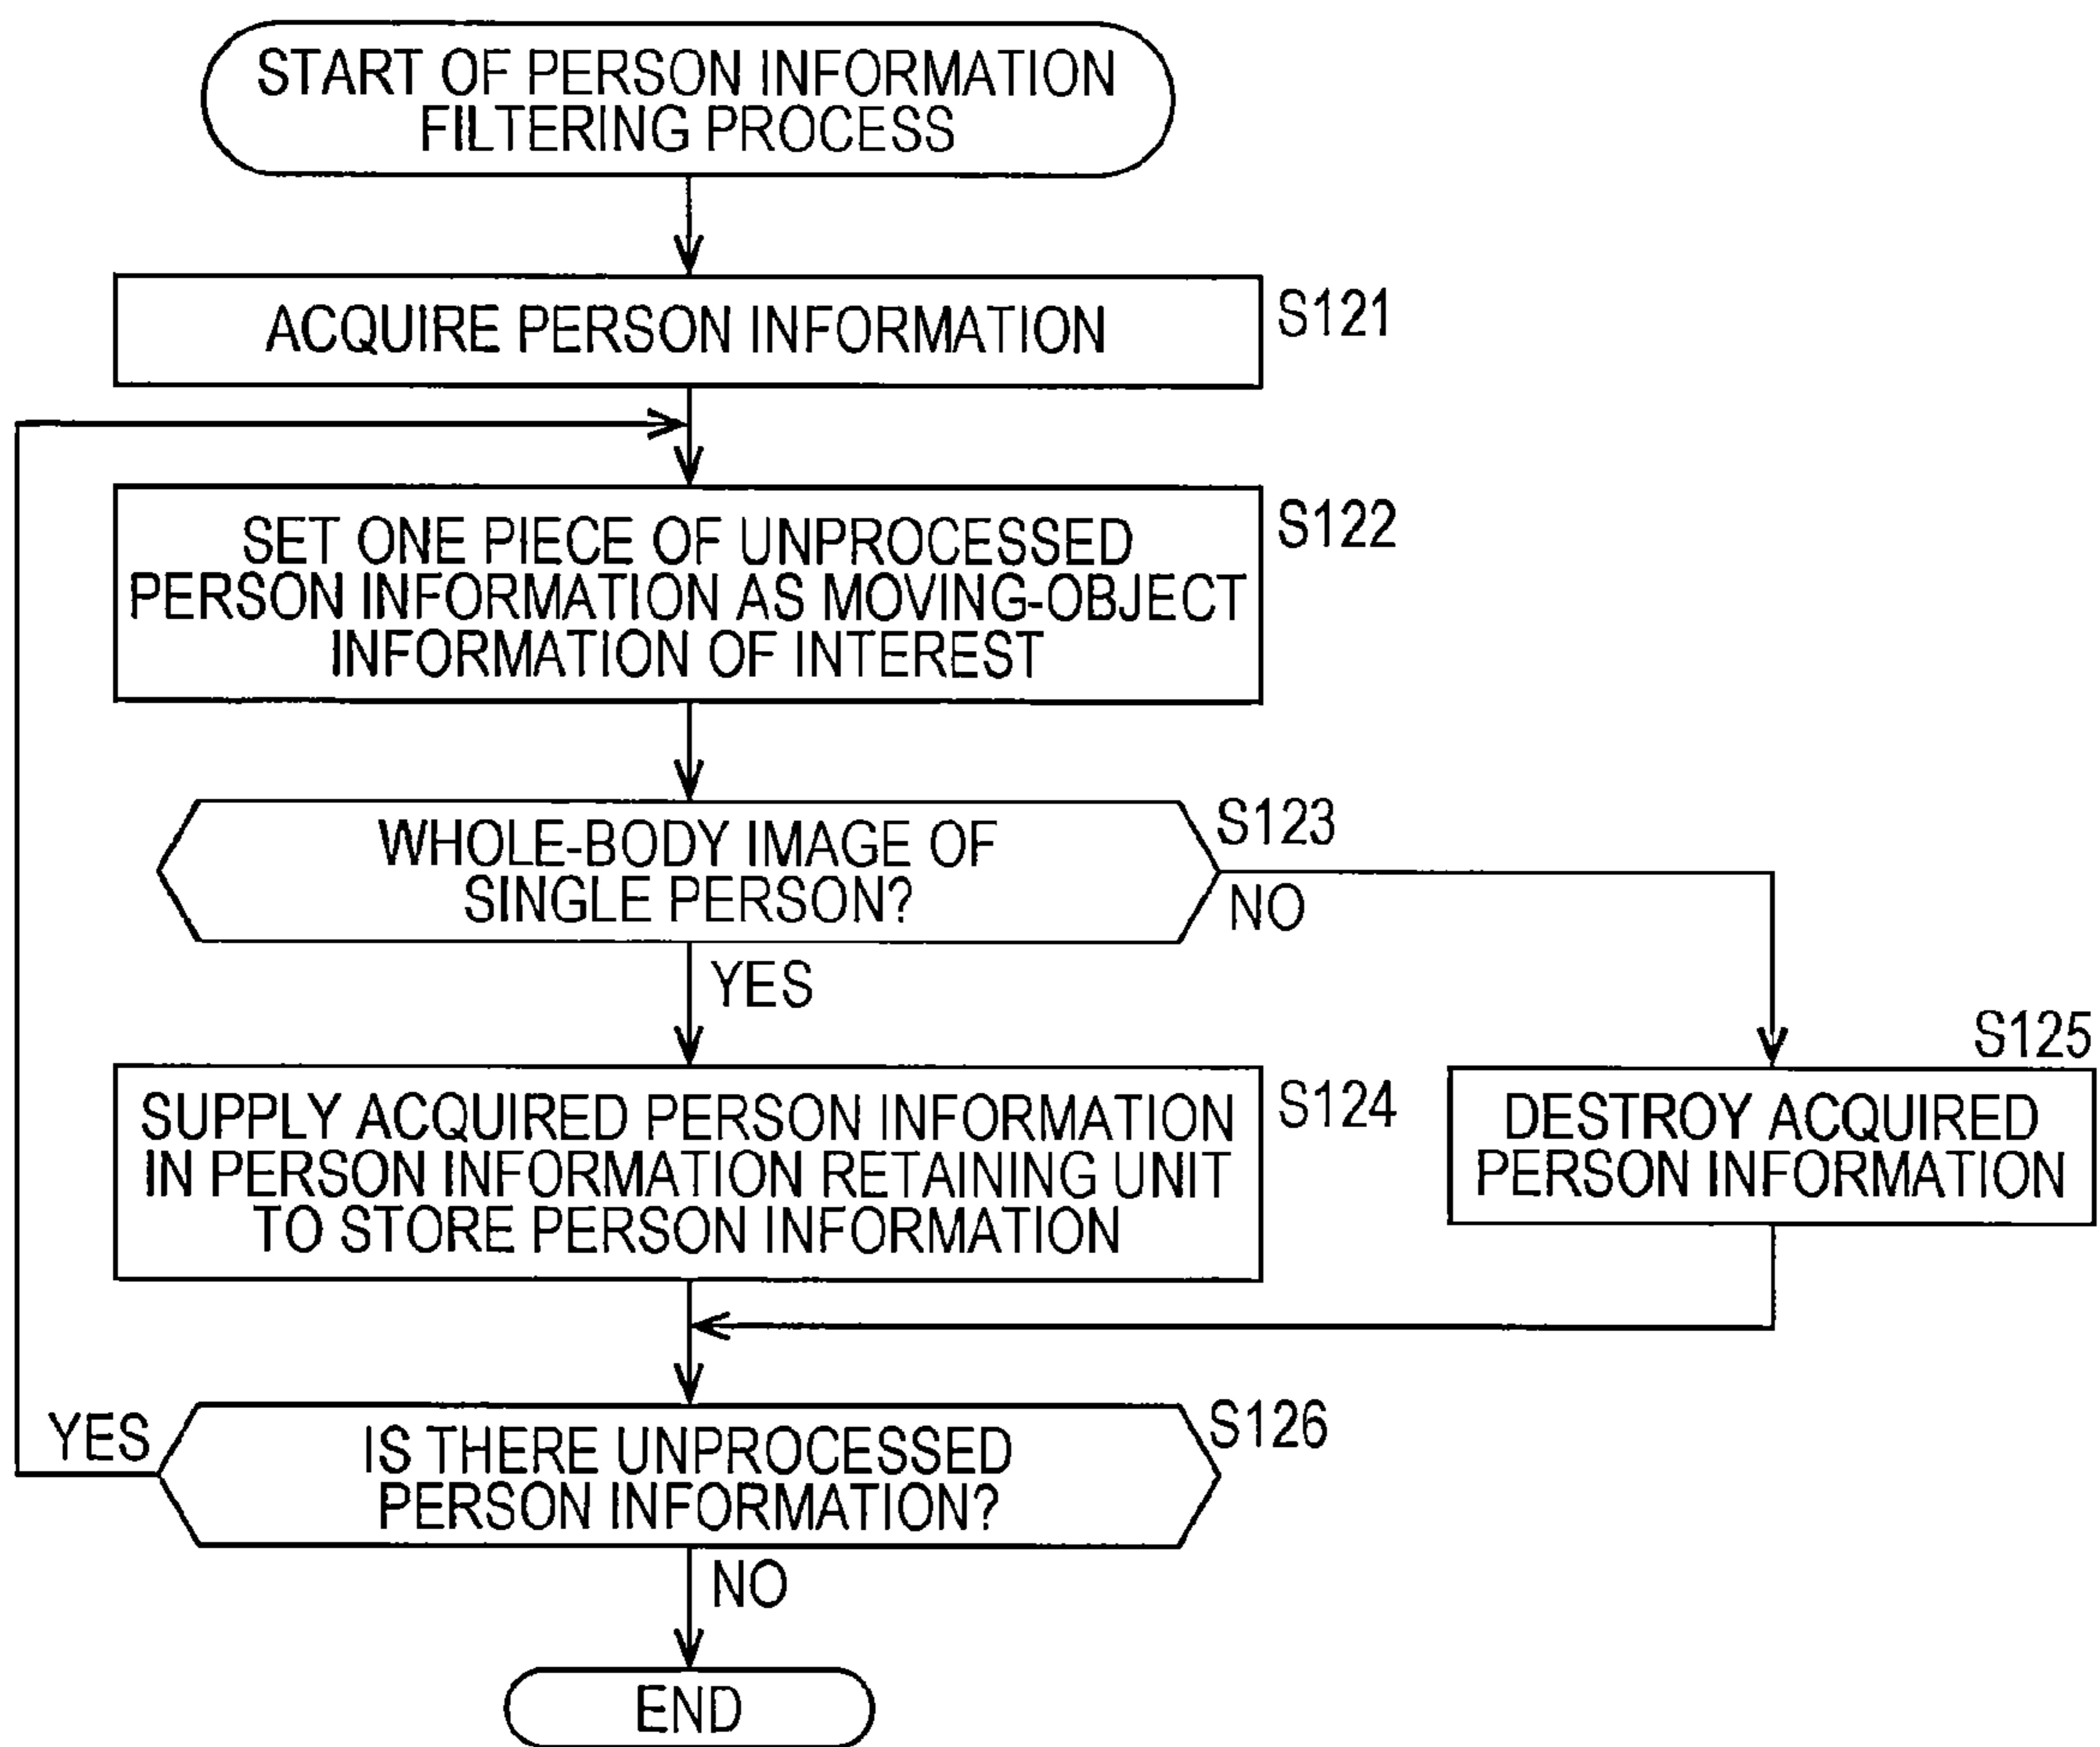 START OF PERSON INFORMATION
FILTERING PROCESS
ACQUIRE PERSON INFORMATION
S121
SET ONE PIECE OF UNPROCESSED
PERSON INFORMATION AS MOVING-OBJECT
INFORMATION OF INTEREST
S122
WHOLE-BODY IMAGE OF
SINGLE PERSON?
S123
NO
YES
SUPPLY ACQUIRED PERSON INFORMATION
IN PERSON INFORMATION RETAINING UNIT
TO STORE PERSON INFORMATION
S124
S125
DESTROY ACQUIRED
PERSON INFORMATION
YES
IS THERE UNPROCESSED
PERSON INFORMATION?
S126
NO
END